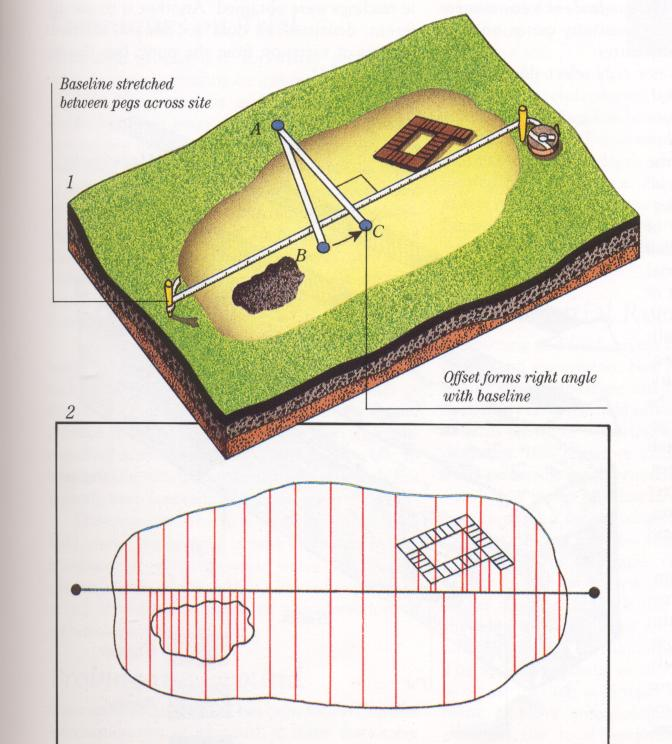 Baseline stretched
between pegs across site
1
A
B
C
Offset forms right angle
with baseline
2